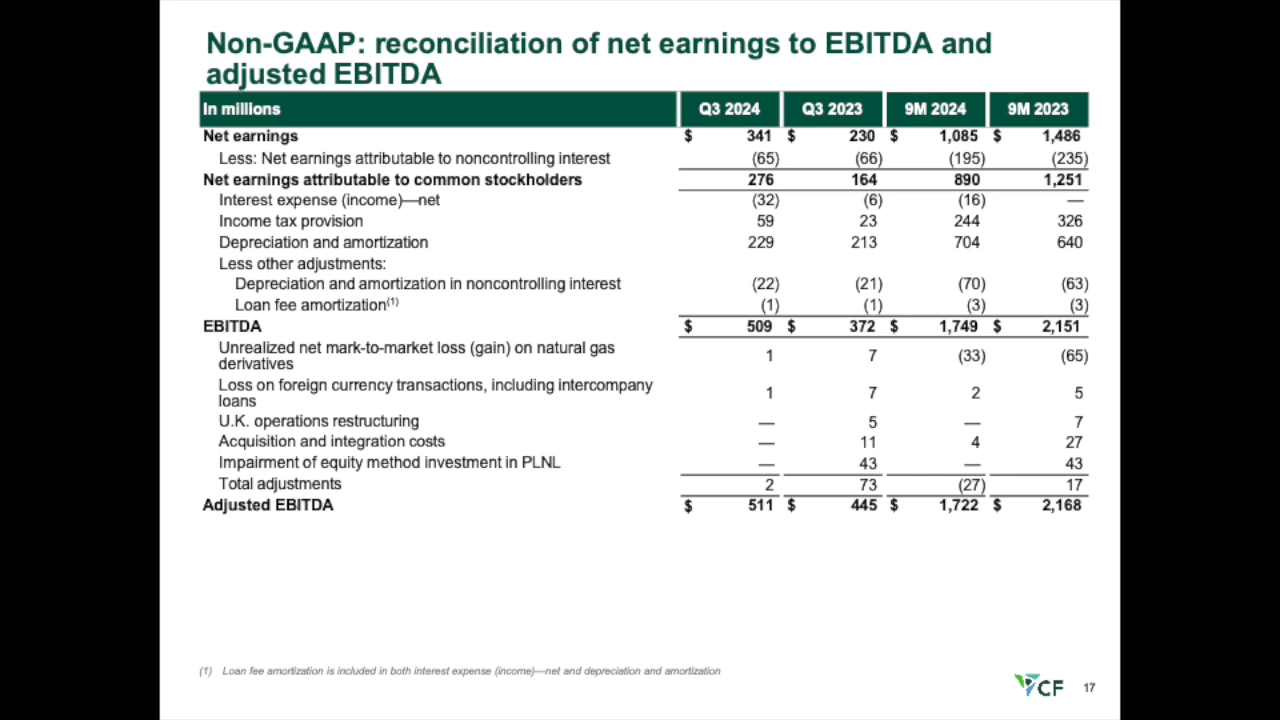 Non-GAAP: reconciliation of net earnings to EBITDA and
adjusted EBITDA
In millions Q3 2024 Q3 2023 9M 2024 9M 2023
Net earnings $ 341 $ 230 $ 1,085 $ 1,486
Less: Net earnings attributable to noncontrolling interest (65) (66) (195) (235)
Net earnings attributable to common stockholders 276 164 890 1,251
Interest expense (income)—net (32) (6) (16) —
Income tax provision 59 23 244 326
Depreciation and amortization 229 213 704 640
Less other adjustments:
Depreciation and amortization in noncontrolling interest (22) (21) (70) (63)
Loan fee amortization(1) (1) (1) (3) (3)
EBITDA $ 509 $ 372 $ 1,749 $ 2,151
Unrealized net mark-to-market loss (gain) on natural gas
derivatives 1 7 (33) (65)
Loss on foreign currency transactions, including intercompany
loans 1 7 2 5
U.K. operations restructuring — 5 — 7
Acquisition and integration costs — 11 4 27
Impairment of equity method investment in PLNL — 43 — 43
Total adjustments 2 73 (27) 17
Adjusted EBITDA $ 511 $ 445 $ 1,722 $ 2,168
(1) Loan fee amortization is included in both interest expense (income)—net and depreciation and amortization
CF 17